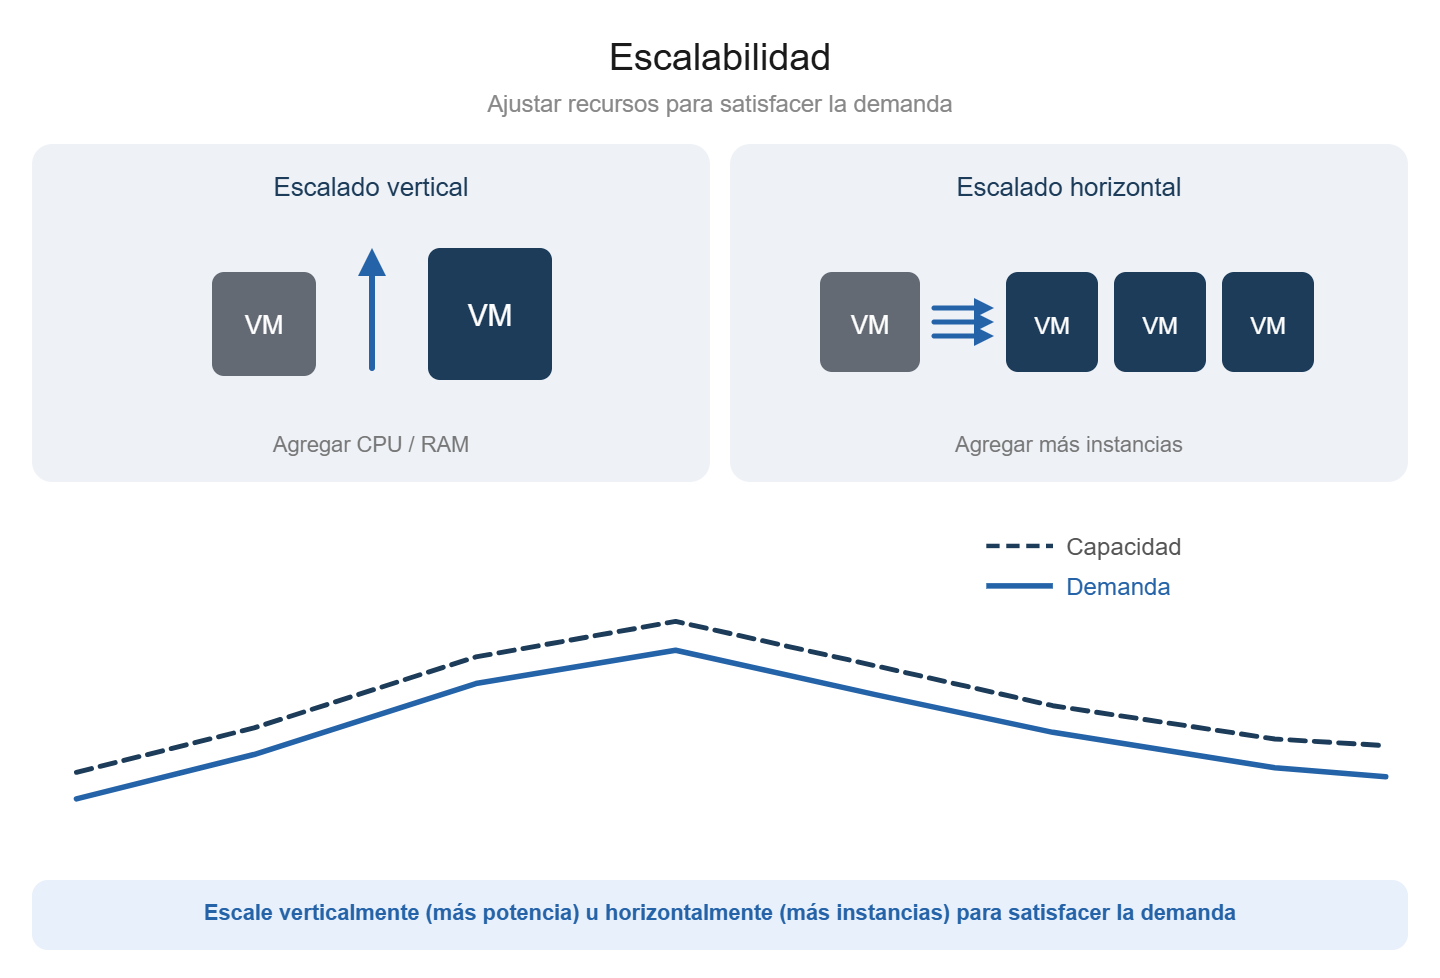 Escalabilidad
Ajustar recursos para satisfacer la demanda
Escalado vertical
VM
VM
Agregar CPU / RAM
Escalado horizontal
VM
VM
VM
VM
Agregar más instancias
Capacidad
Demanda
Escale verticalmente (más potencia) u horizontalmente (más instancias) para satisfacer la demanda